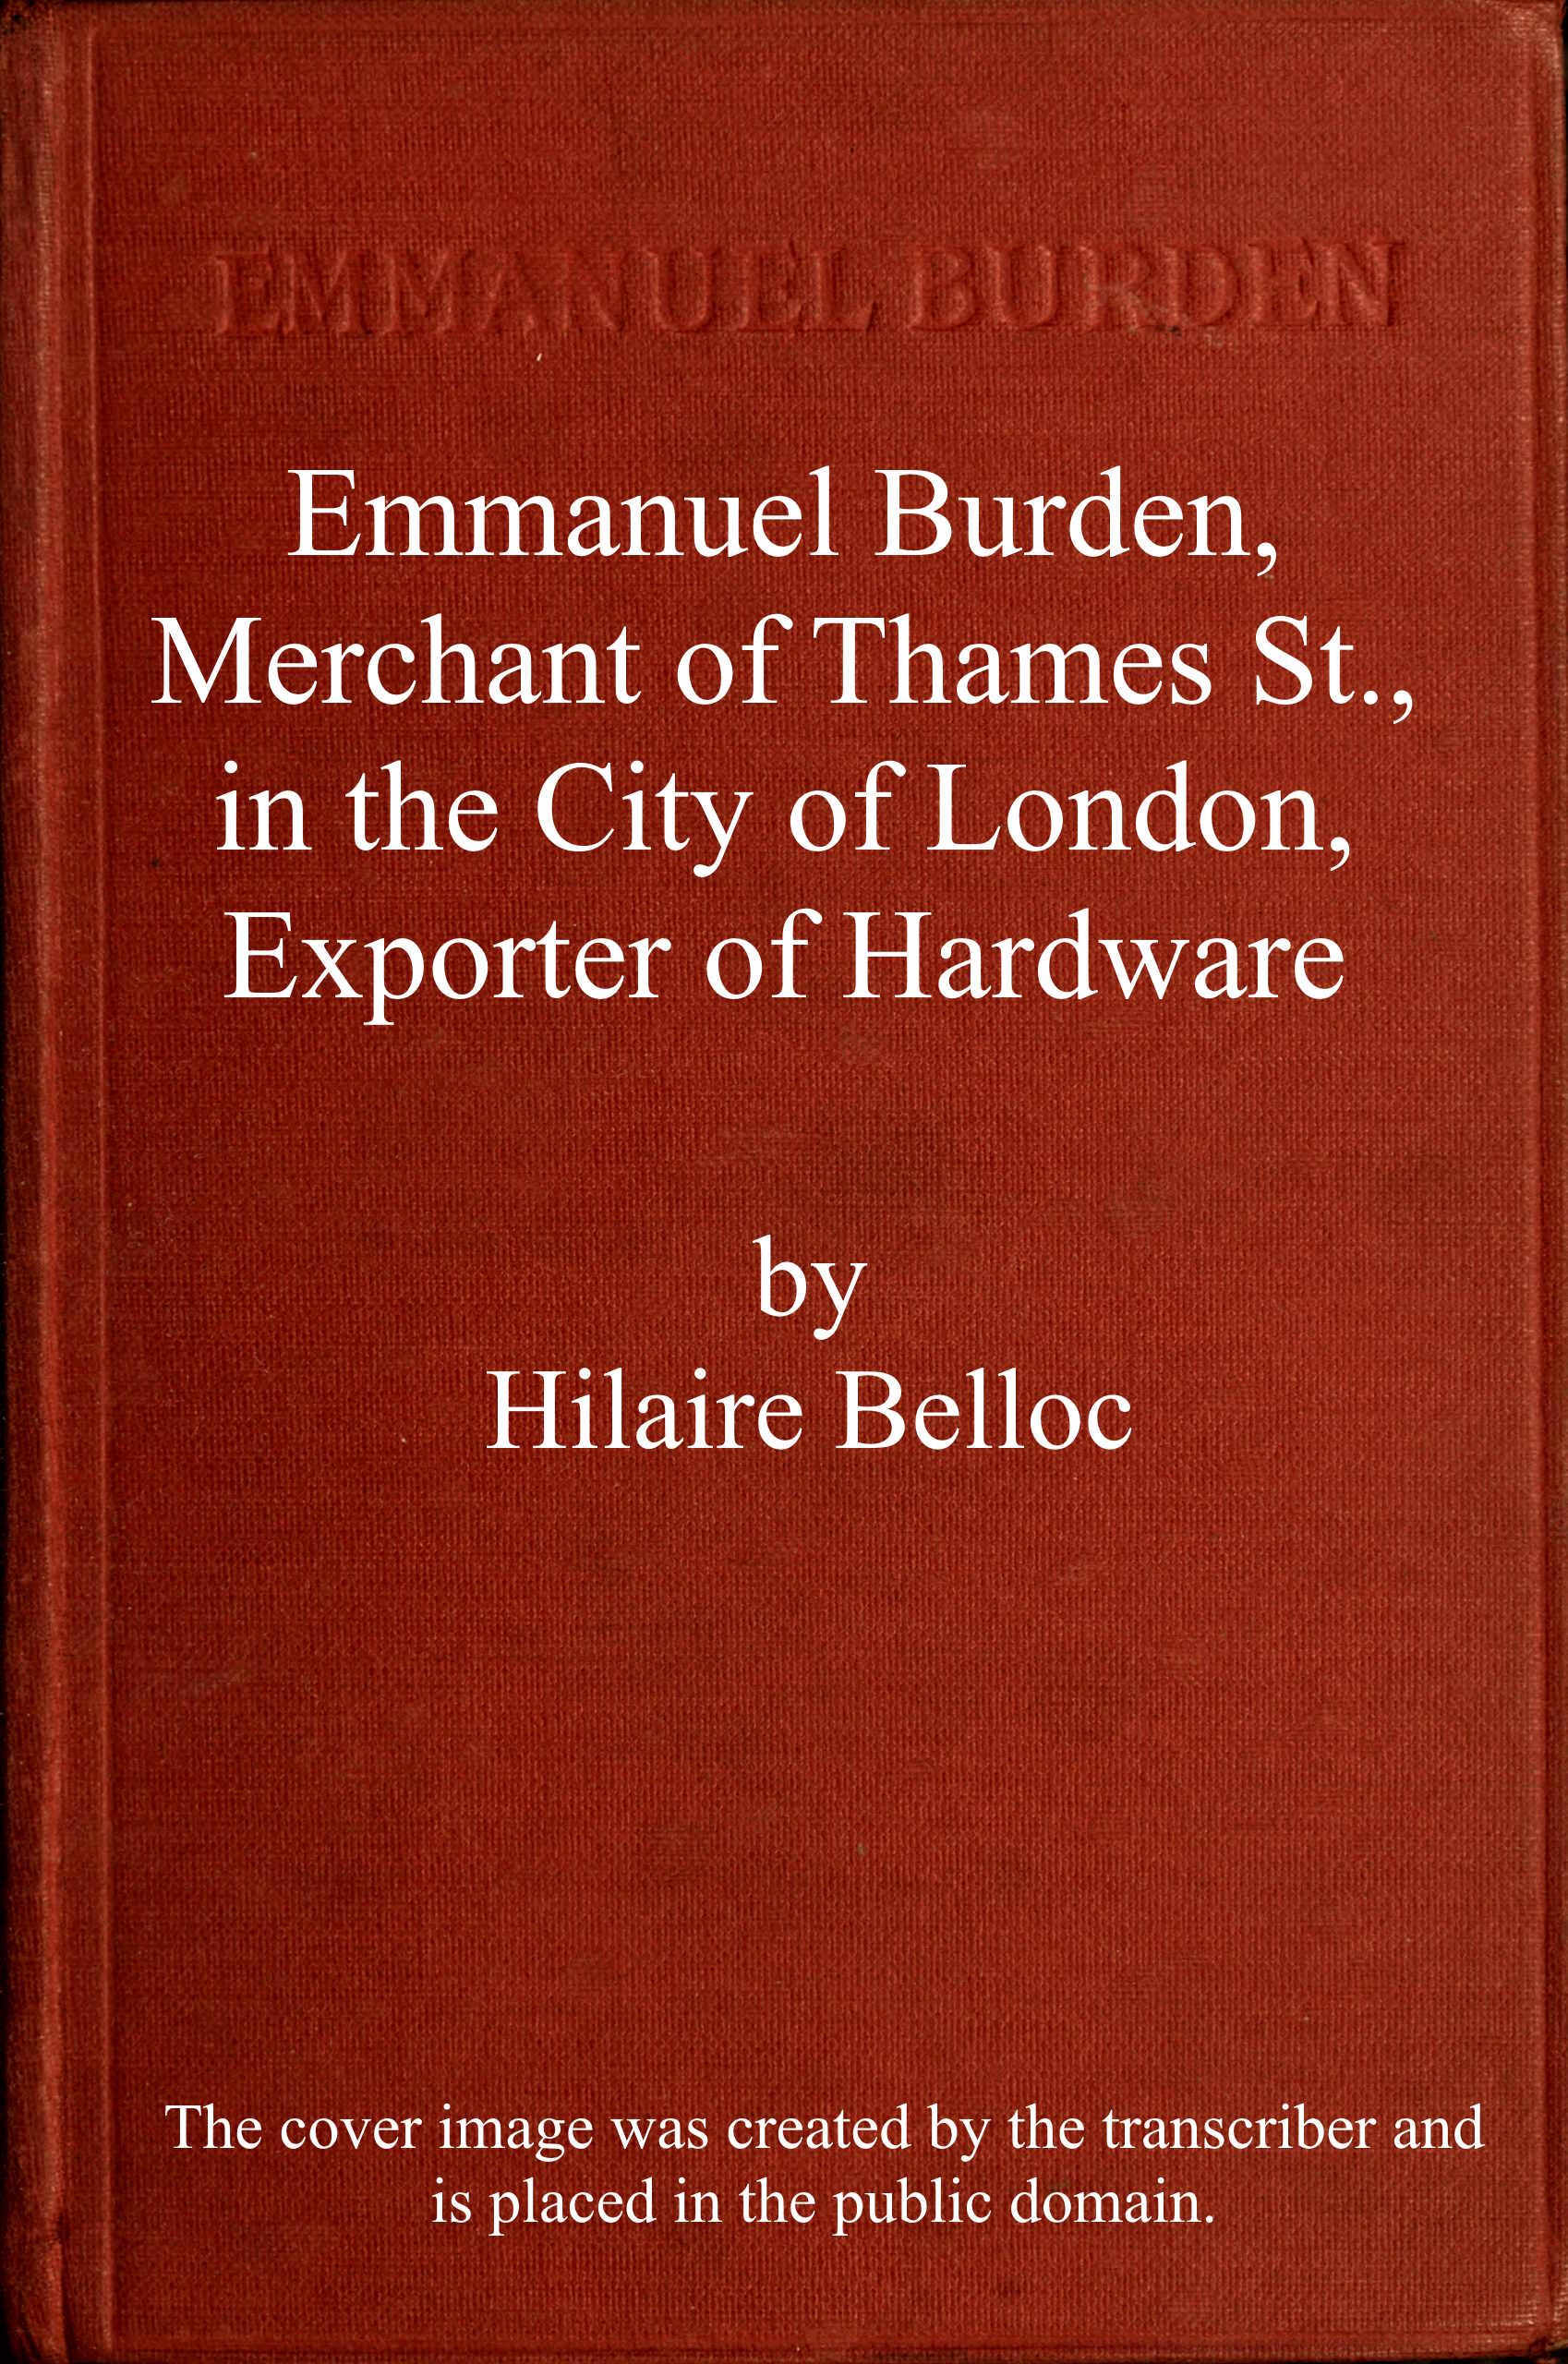 EMMANUEL BURDEN
Emmanuel Burden,
Merchant of Thames St.,
in the City of London,
Exporter of Hardware
by
Hilaire Belloc
The cover image was created by the transcriber and
is placed in the public domain.